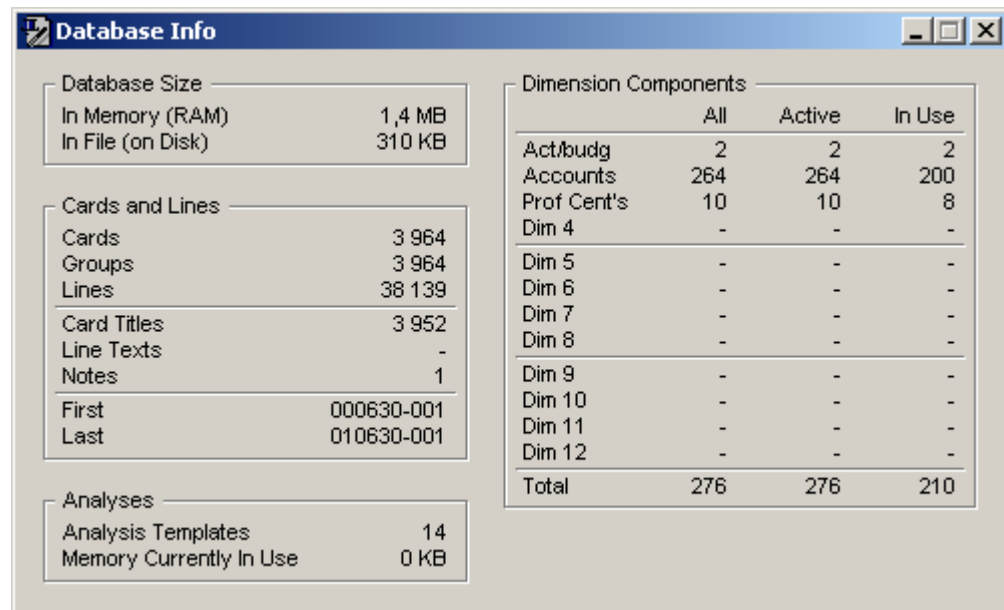 Database Info
Database Size
In Memory (RAM) 1,4 MB
In File (on Disk) 310 KB
Cards and Lines
Cards 3 964
Groups 3 964
Lines 38 139
Card Titles 3 952
Line Texts -
Notes 1
First 000630-001
Last 010630-001
Analyses
Analysis Templates 14
Memory Currently In Use 0 KB
Dimension Components
All Active In Use
Act/budg 2 2 2
Accounts 264 264 200
Prof Cent's 10 10 8
Dim 4 - - -
Dim 5 - - -
Dim 6 - - -
Dim 7 - - -
Dim 8 - - -
Dim 9 - - -
Dim 10 - - -
Dim 11 - - -
Dim 12 - - -
Total 276 276 210